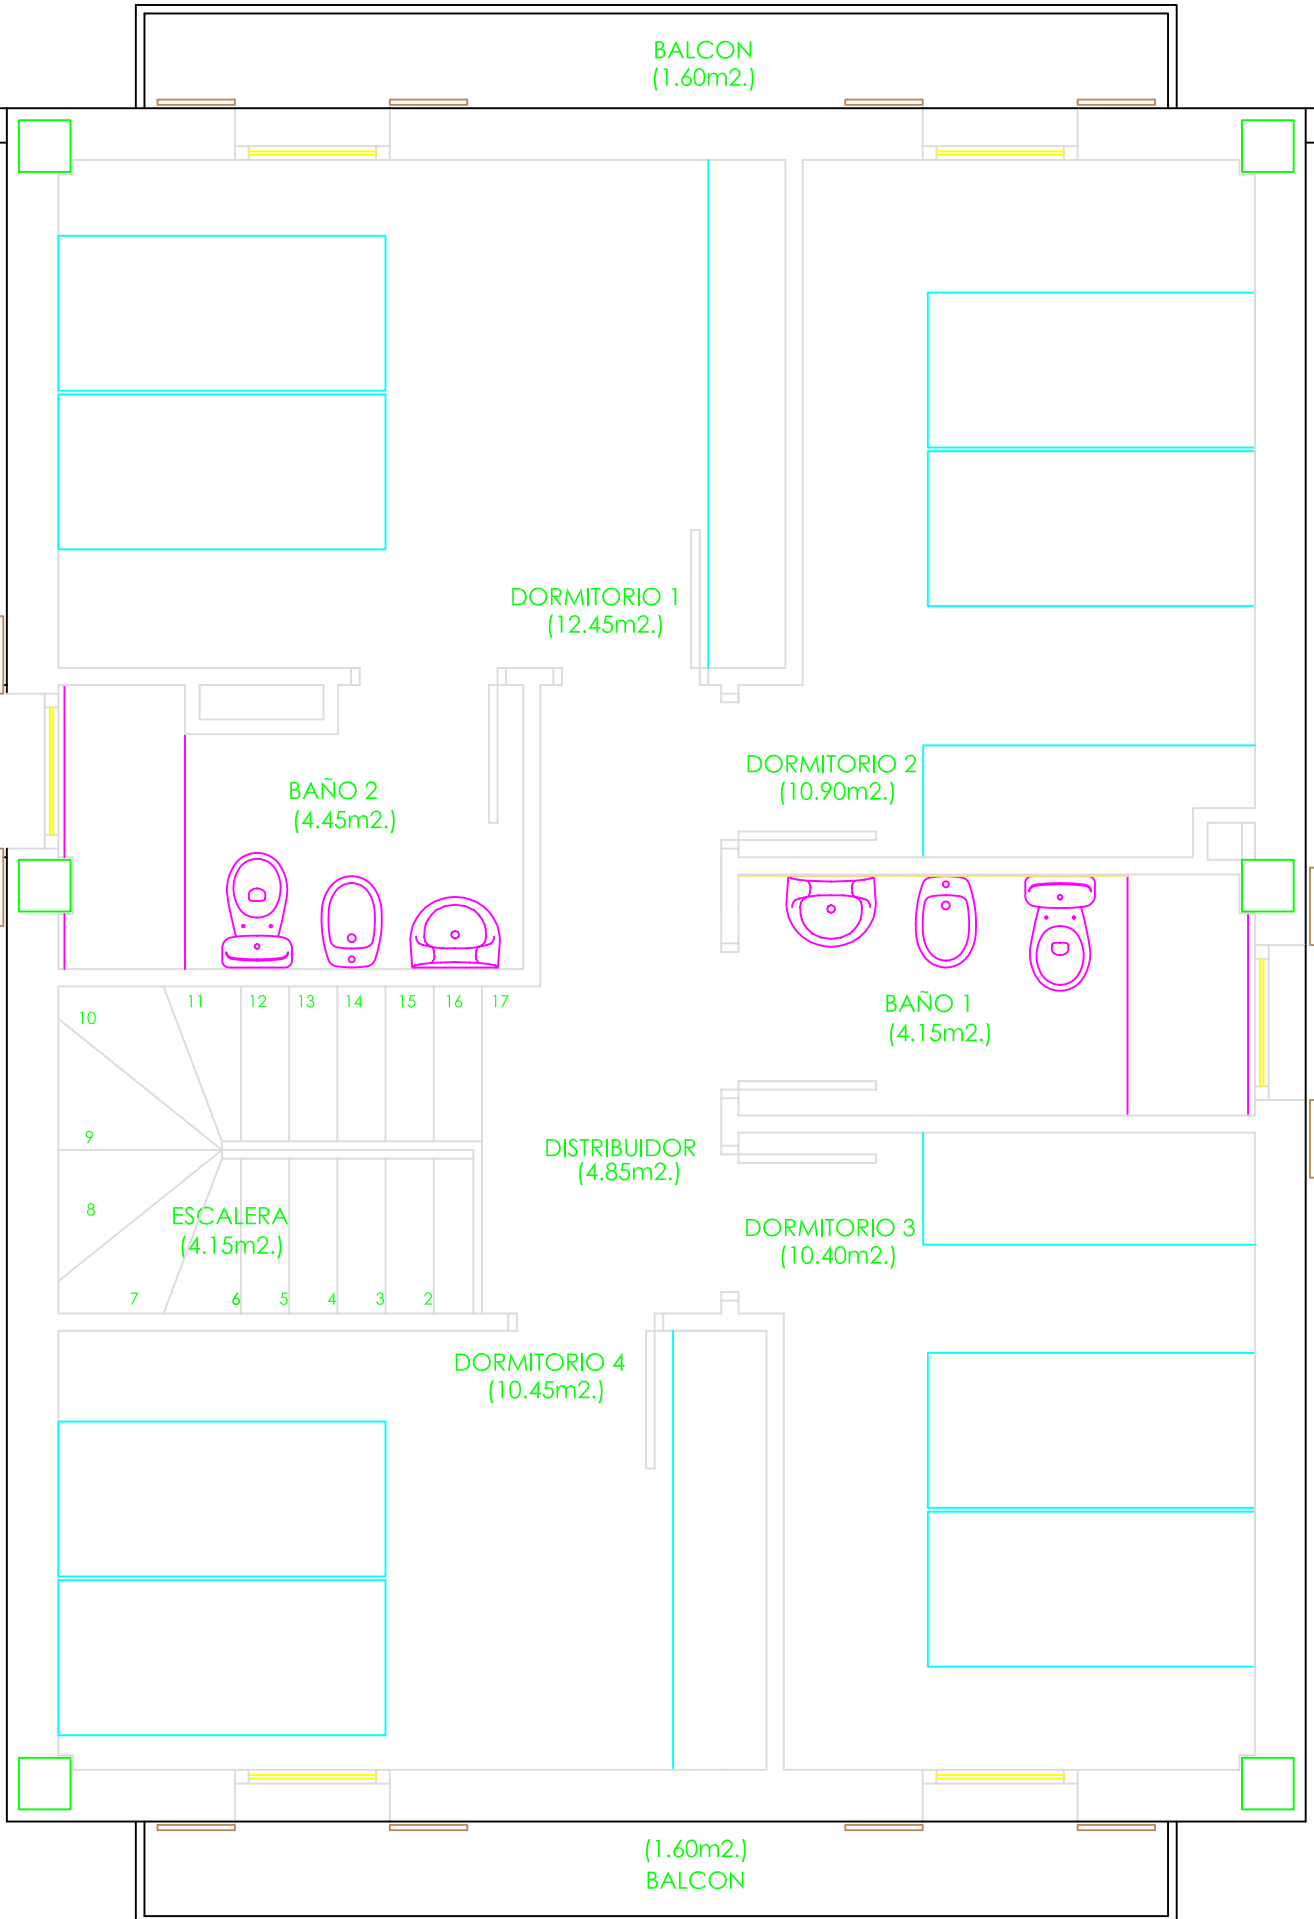 BALCON
(1.60m2.)
DORMITORIO 1
(12.45m2.)
DORMITORIO 2
(10.90m2.)
BAÑO 2
(4.45m2.)
BAÑO 1
(4.15m2.)
11 12 13 14 15 16 17
10
9
8
7 6 5 4 3 2
DISTRIBUIDOR
(4.85m2.)
ESCALERA
(4.15m2.)
DORMITORIO 3
(10.40m2.)
DORMITORIO 4
(10.45m2.)
(1.60m2.)
BALCON